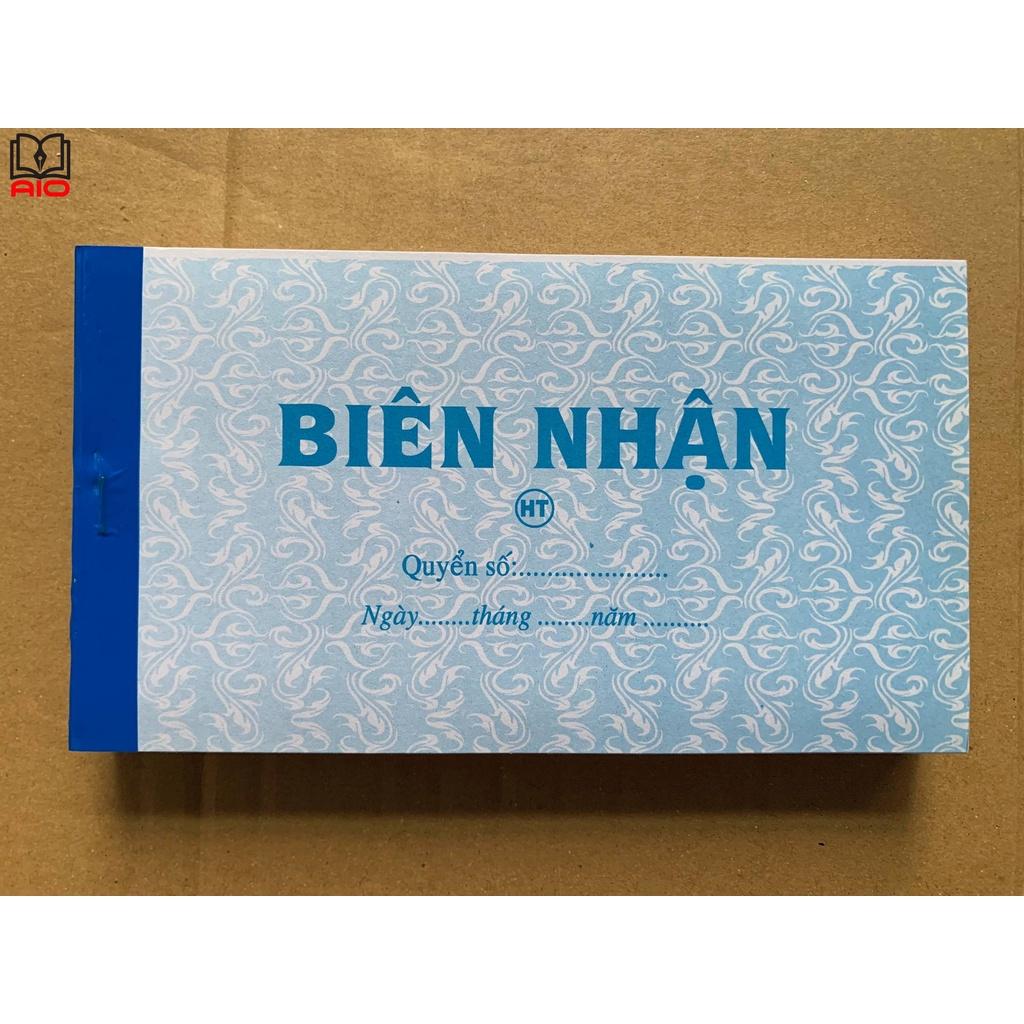 AIO
BIÊN NHẬN
HT
Quyển số:.....................
Ngày........tháng ........năm ..........